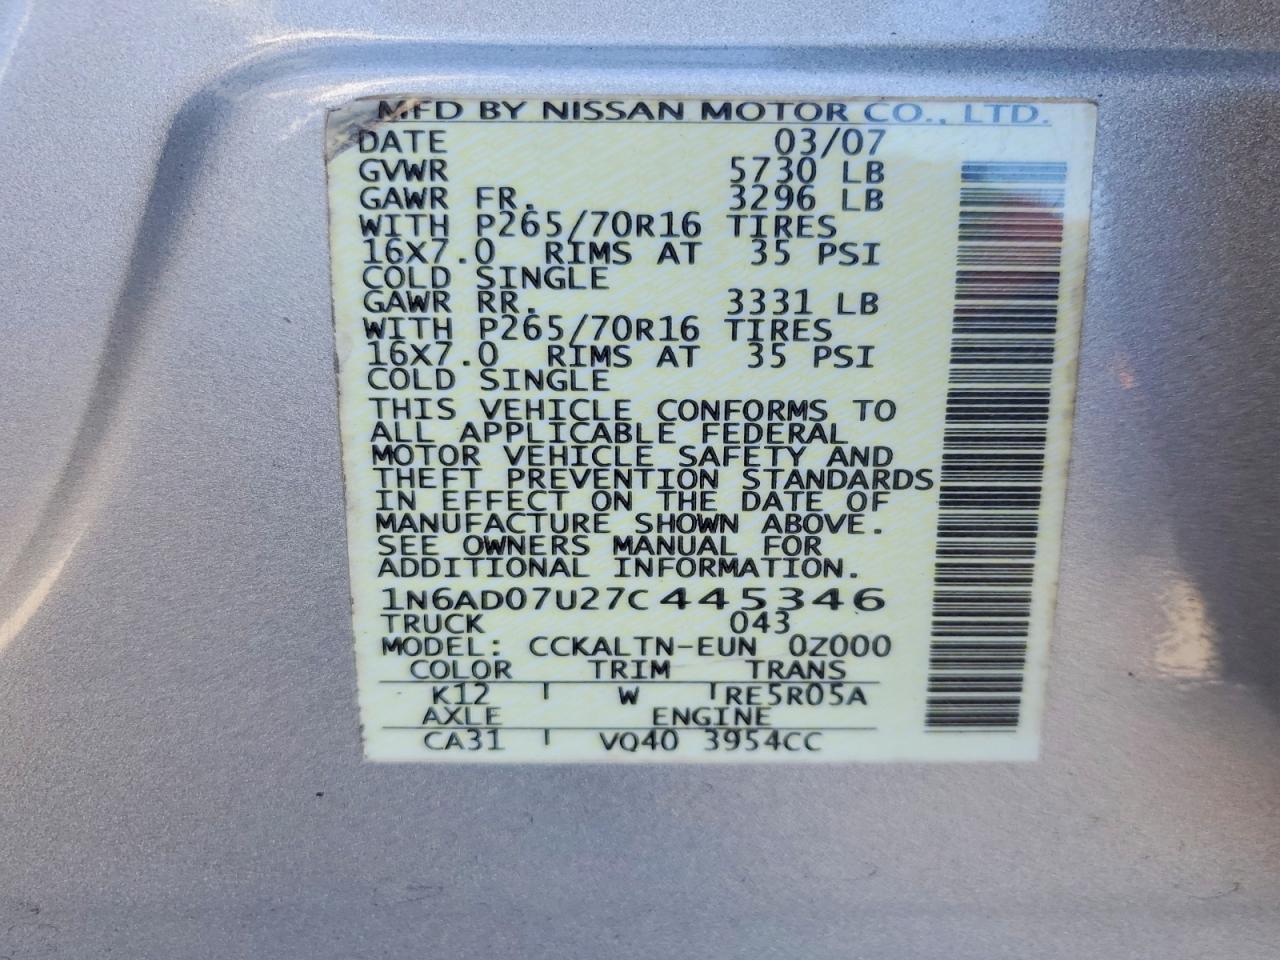 MFD BY NISSAN MOTOR CO., LTD.
DATE 03/07
GVWR 5730 LB
GAWR FR. 3296 LB
WITH P265/70R16 TIRES
16X7.0 RIMS AT 35 PSI
COLD SINGLE
GAWR RR. 3331 LB
WITH P265/70R16 TIRES
16X7.0 RIMS AT 35 PSI
COLD SINGLE
THIS VEHICLE CONFORMS TO
ALL APPLICABLE FEDERAL
MOTOR VEHICLE SAFETY AND
THEFT PREVENTION STANDARDS
IN EFFECT ON THE DATE OF
MANUFACTURE SHOWN ABOVE.
SEE OWNERS MANUAL FOR
ADDITIONAL INFORMATION.
1N6AD07U27C445346
TRUCK 043
MODEL: CCKALTN-EUN 0Z000
COLOR TRIM TRANS
K12 W RE5R05A
AXLE ENGINE
CA31 VQ40 3954CC